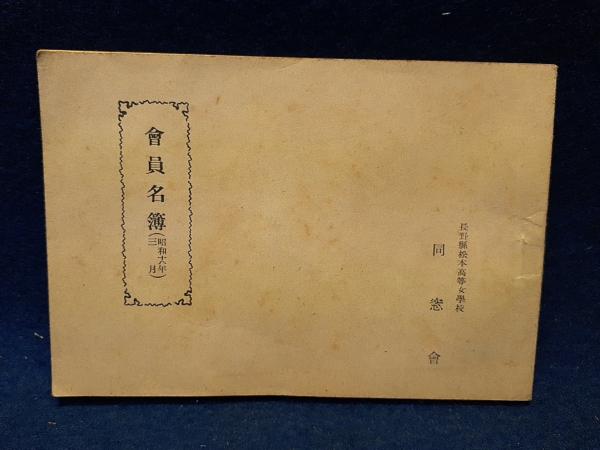 長野縣松本高等女學校
同窓會
會員名簿(昭和十六年三月)